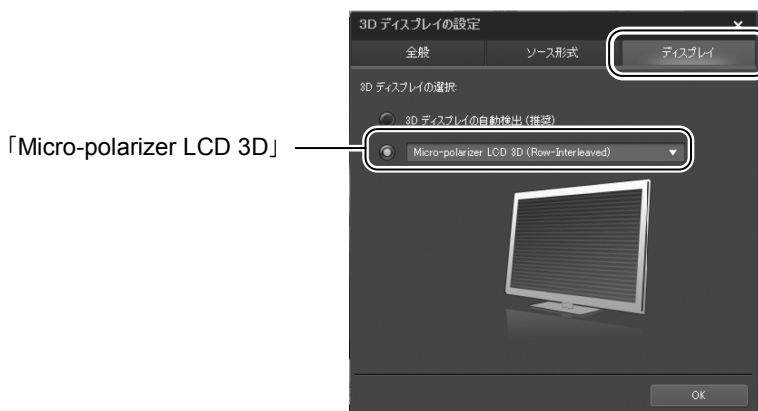 3D ディスプレイの設定
×
全般
ソース形式
ディスプレイ
3D ディスプレイの選択:
3D ディスプレイの自動検出 (推奨)
「Micro-polarizer LCD 3D」
Micro-polarizer LCD 3D (Row-Interleaved)
OK